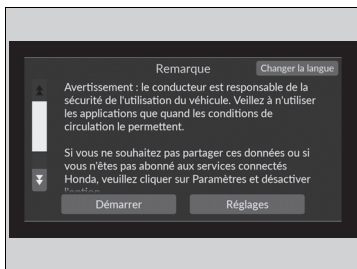 Remarque
Changer la langue
Avertissement : le conducteur est responsable de la
sécurité de l'utilisation du véhicule. Veillez à n'utiliser
les applications que quand les conditions de
circulation le permettent.
Si vous ne souhaitez pas partager ces données ou si
vous n'êtes pas abonné aux services connectés
Honda, veuillez cliquer sur Paramètres et désactiver
l'option
Démarrer
Réglages